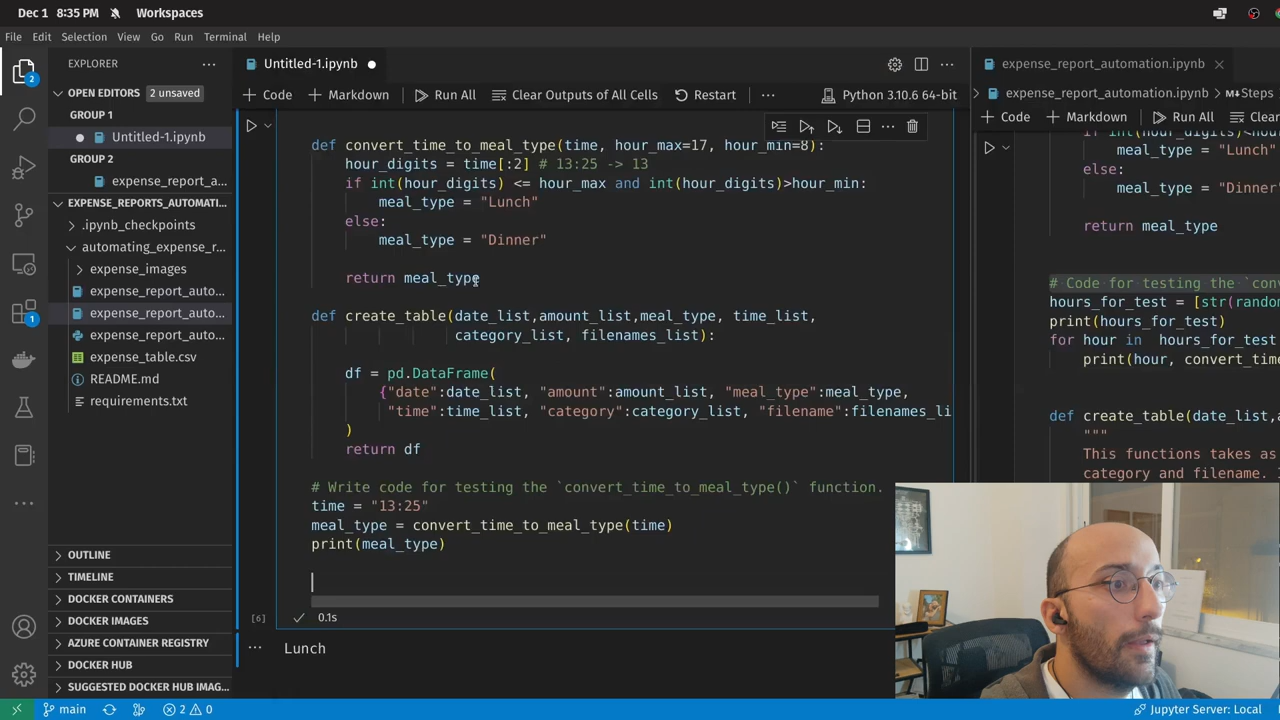 Dec 1 8:35 PM Workspaces
File Edit Selection View Go Run Terminal Help
EXPLORER
OPEN EDITORS 2 unsaved
GROUP 1
Untitled-1.ipynb
GROUP 2
expense_report_a...
EXPENSE_REPORTS_AUTOMATI...
.ipynb_checkpoints
automating_expense_r...
expense_images
expense_report_auto...
expense_report_auto...
expense_report_auto...
expense_table.csv
README.md
requirements.txt
OUTLINE
TIMELINE
DOCKER CONTAINERS
DOCKER IMAGES
AZURE CONTAINER REGISTRY
DOCKER HUB
SUGGESTED DOCKER HUB IMAG...
2
1
Untitled-1.ipynb
+ Code + Markdown Run All Clear Outputs of All Cells Restart ... Python 3.10.6 64-bit
def convert_time_to_meal_type(time, hour_max=17, hour_min=8):
hour_digits = time[:2] # 13:25 -> 13
if int(hour_digits) <= hour_max and int(hour_digits)>hour_min:
meal_type = "Lunch"
else:
meal_type = "Dinner"
return meal_type
def create_table(date_list,amount_list,meal_type, time_list,
category_list, filenames_list):
df = pd.DataFrame(
{"date":date_list, "amount":amount_list, "meal_type":meal_type,
"time":time_list, "category":category_list, "filename":filenames_li
)
return df
# Write code for testing the `convert_time_to_meal_type()` function.
time = "13:25"
meal_type = convert_time_to_meal_type(time)
print(meal_type)
[6] 0.1s
... Lunch
expense_report_automation.ipynb
expense_report_automation.ipynb > Steps
+ Code + Markdown Run All Clear
meal_type = "Lunch"
else:
meal_type = "Dinner"
return meal_type
# Code for testing the `conv
hours_for_test = [str(rando
print(hours_for_test)
for hour in hours_for_test
print(hour, convert_tim
def create_table(date_list,a
"""
This functions takes as
category and filename. I
main 2 0
Jupyter Server: Local